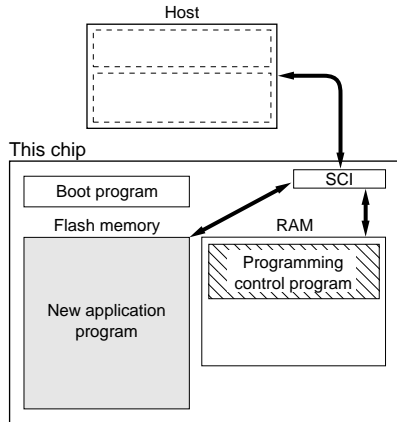 Host
This chip
SCI
Boot program
Flash memory
RAM
Programming
control program
New application
program